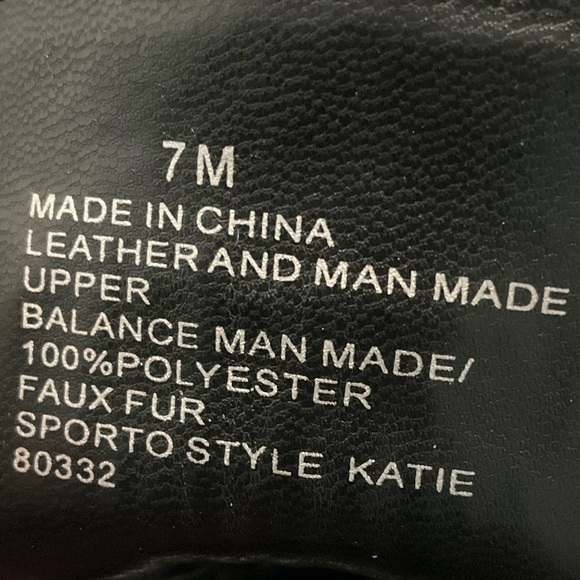 7 M
MADE IN CHINA
LEATHER AND MAN MADE
UPPER
BALANCE MAN MADE/
100%POLYESTER
FAUX FUR
SPORTO STYLE KATIE
80332